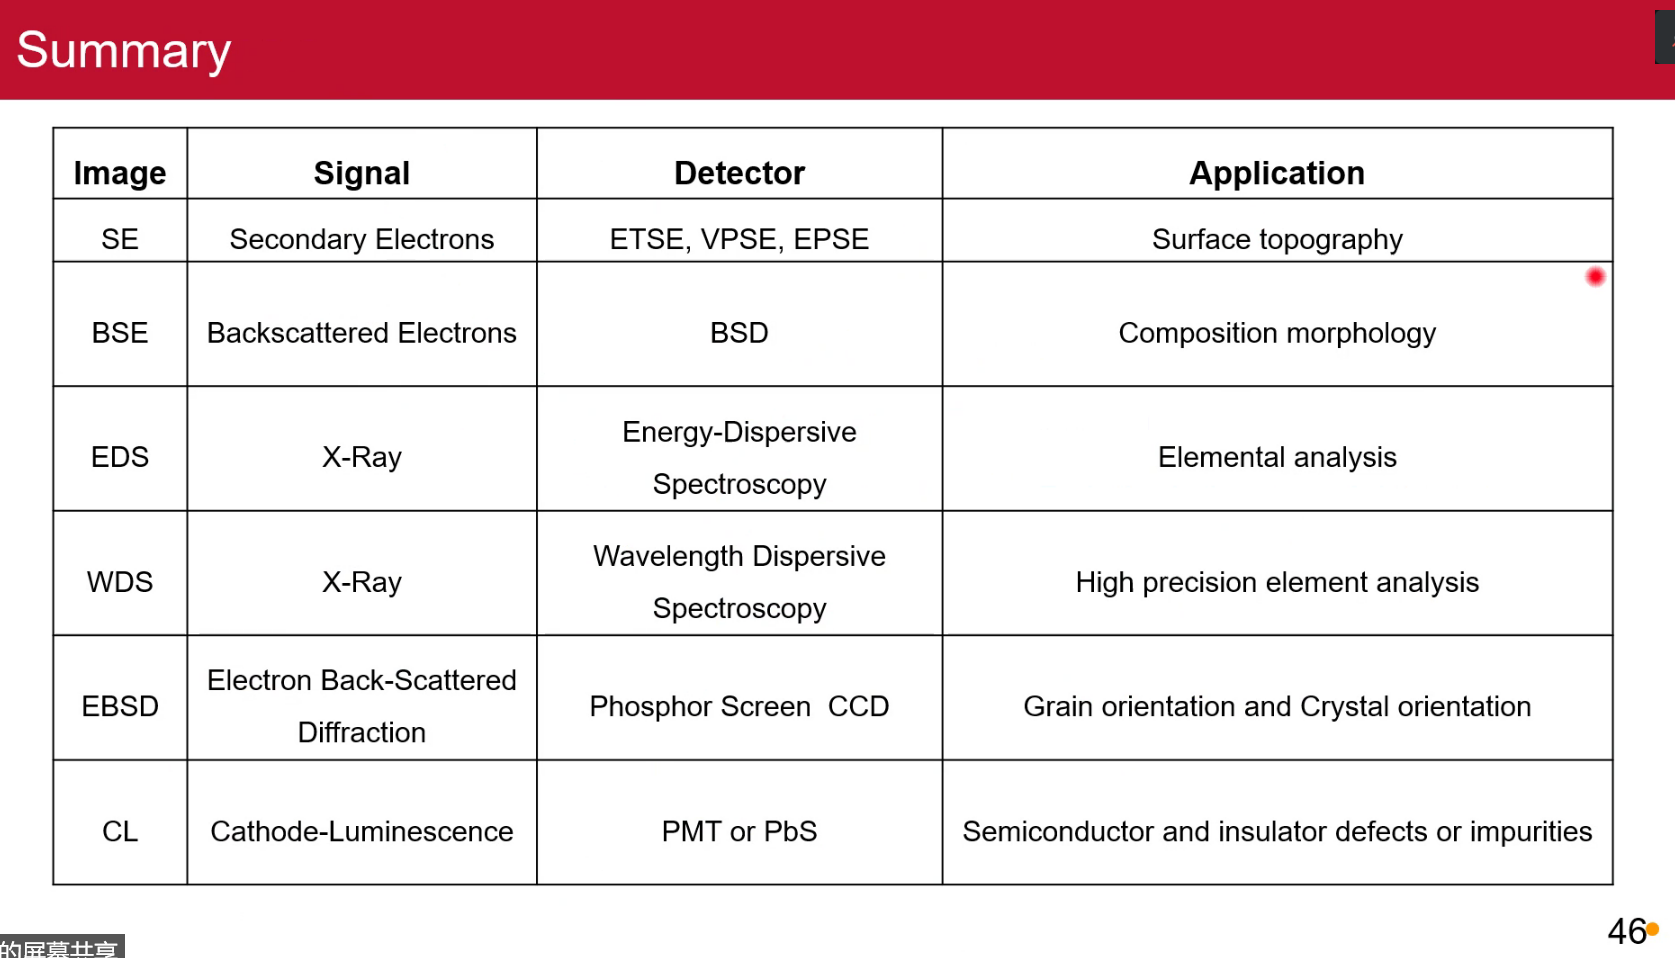 Summary
Image Signal Detector Application
SE Secondary Electrons ETSE, VPSE, EPSE Surface topography
BSE Backscattered Electrons BSD Composition morphology
EDS X-Ray Energy-Dispersive
Spectroscopy Elemental analysis
WDS X-Ray Wavelength Dispersive
Spectroscopy High precision element analysis
EBSD Electron Back-Scattered
Diffraction Phosphor Screen CCD Grain orientation and Crystal orientation
CL Cathode-Luminescence PMT or PbS Semiconductor and insulator defects or impurities
46
的屏幕共享